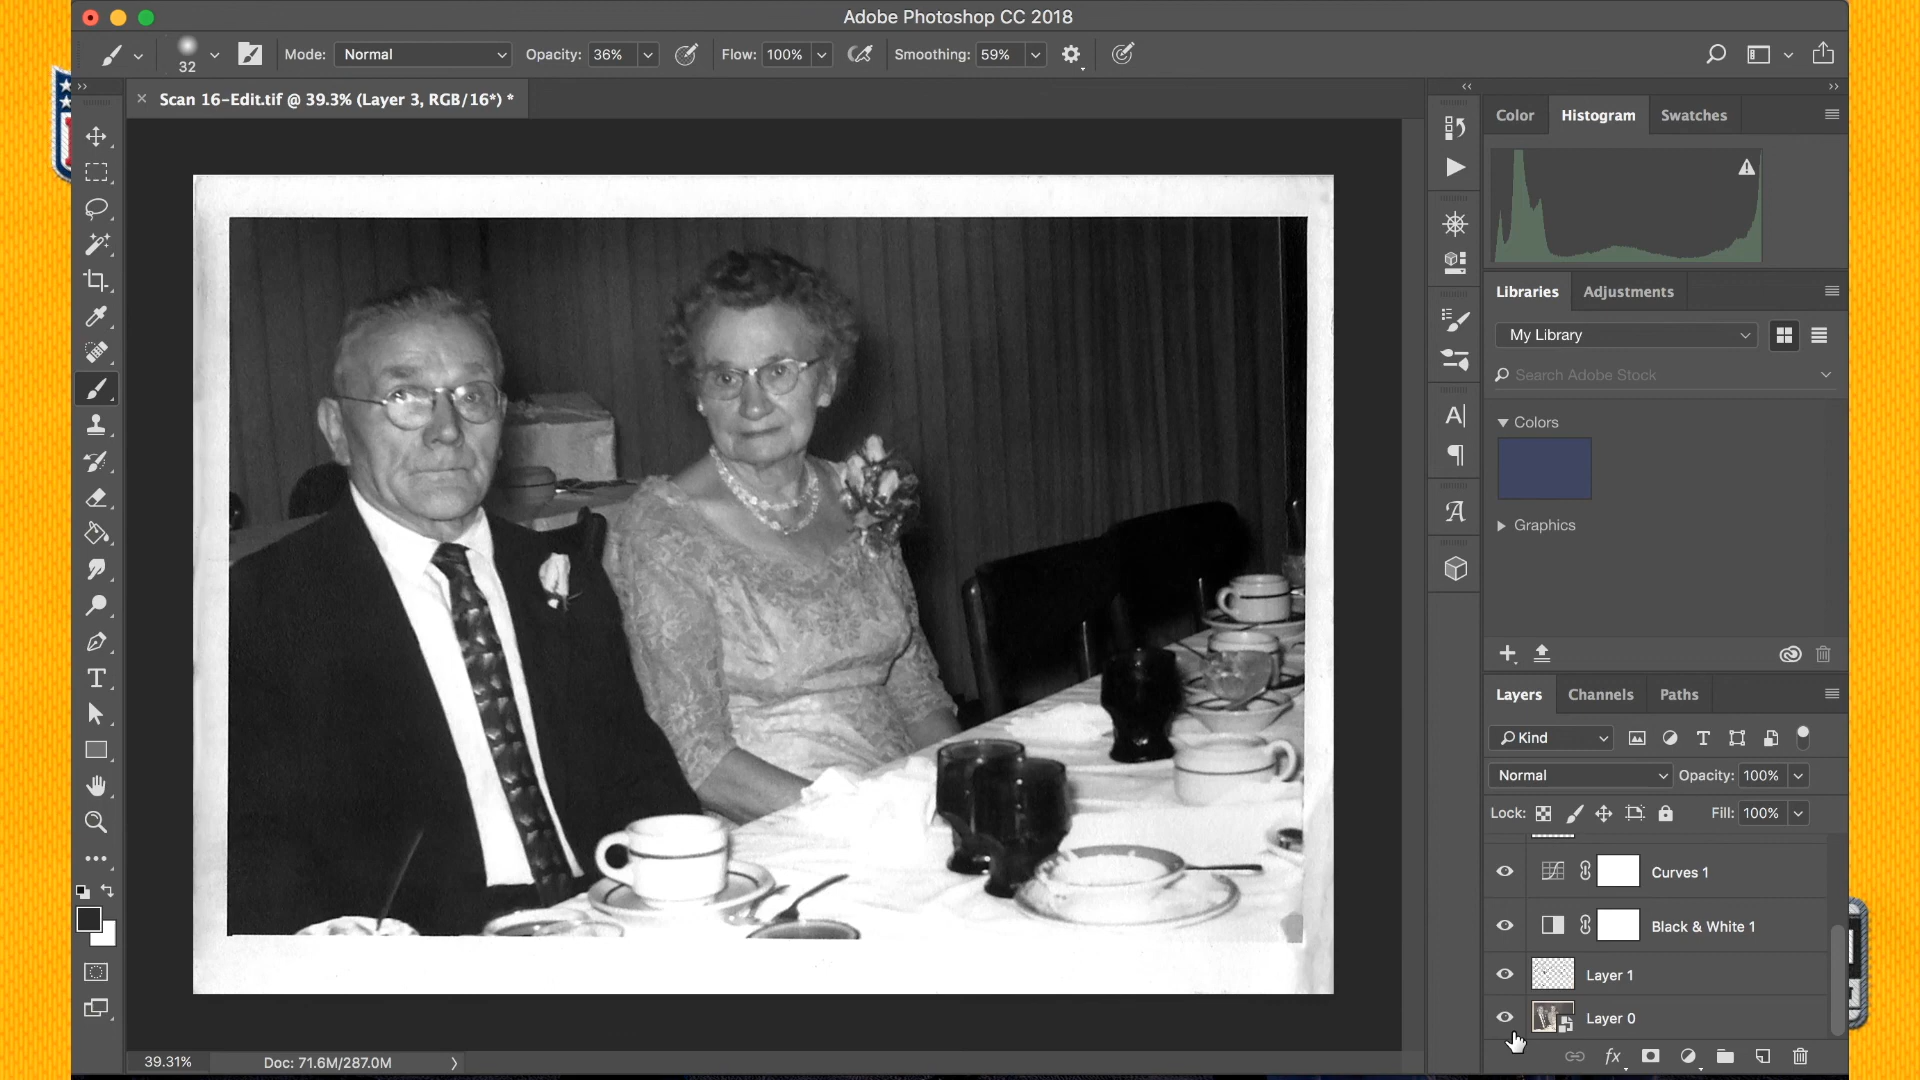 Adobe Photoshop CC 2018
32
Mode: Normal
Opacity: 36%
Flow: 100%
Smoothing: 59%
Scan 16-Edit.tif @ 39.3% (Layer 3, RGB/16*) *
Color
Histogram
Swatches
Libraries
Adjustments
My Library
Search Adobe Stock
Colors
Graphics
Layers
Channels
Paths
Kind
Normal
Opacity: 100%
Lock:
Fill: 100%
Curves 1
Black & White 1
Layer 1
Layer 0
fx
39.31%
Doc: 71.6M/287.0M